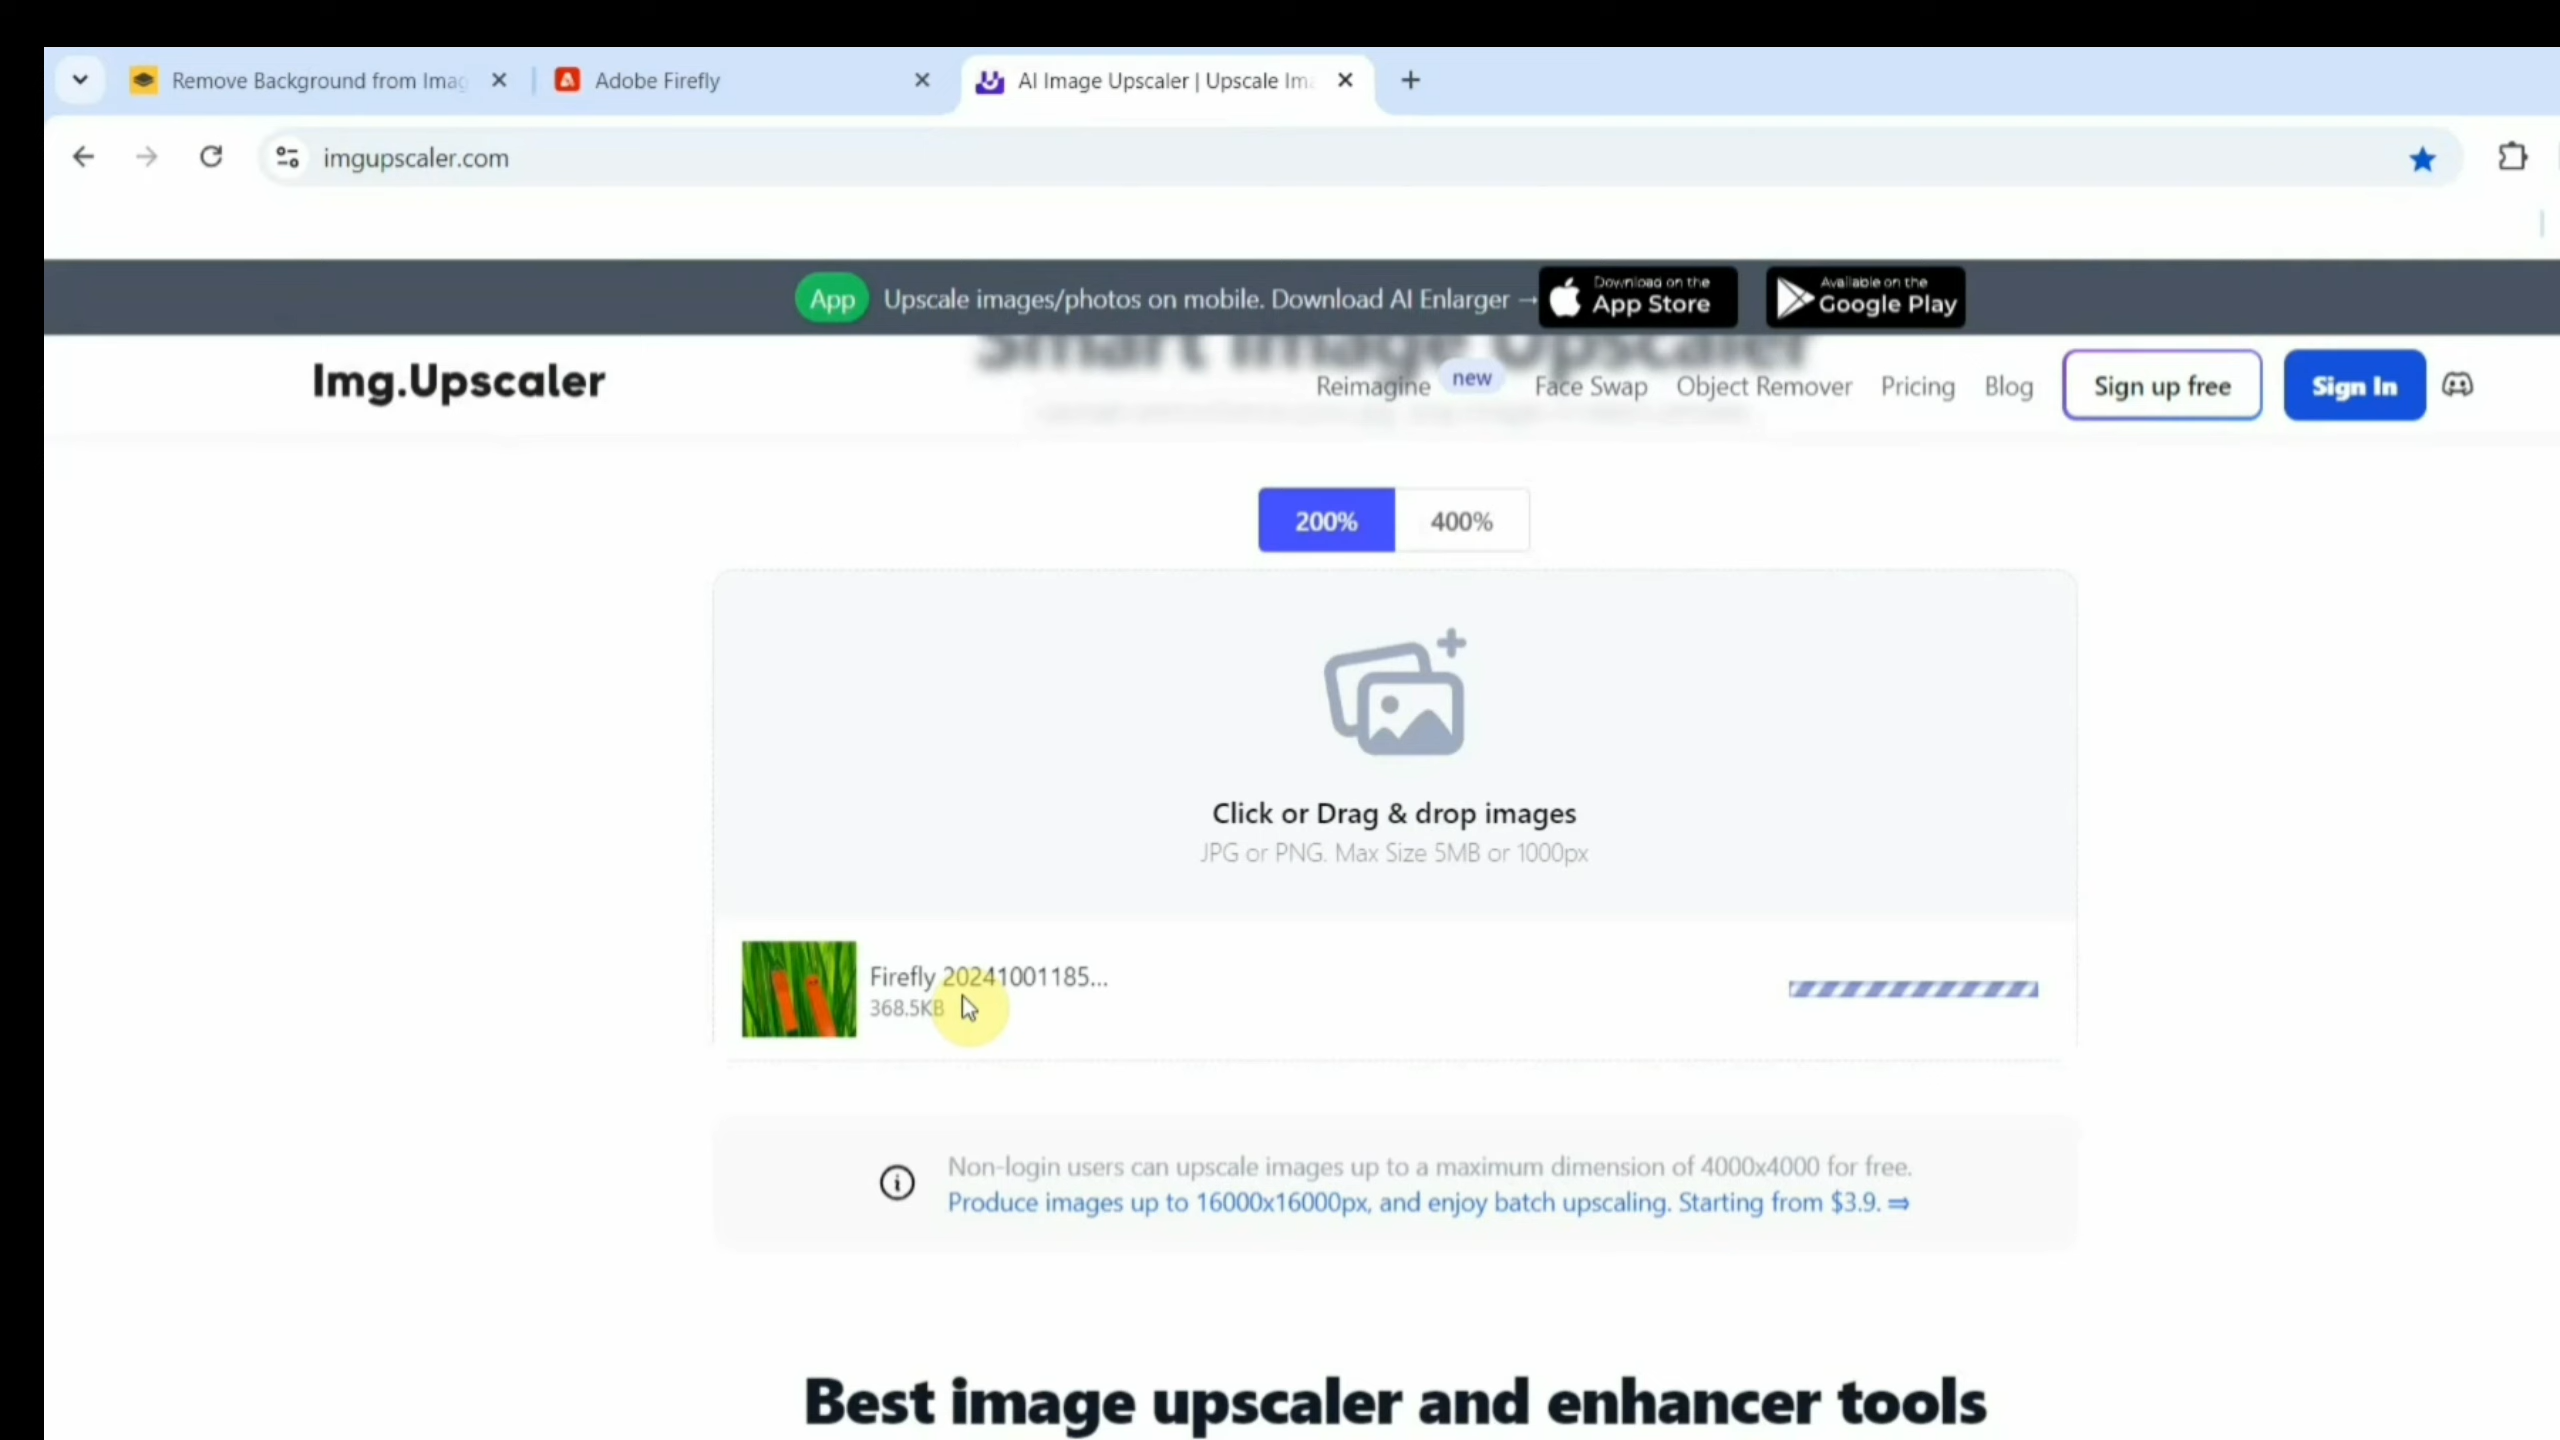 Remove Background from Imag
Adobe Firefly
AI Image Upscaler | Upscale Ima
imgupscaler.com
App Upscale images/photos on mobile. Download AI Enlarger →
Download on the
App Store
Available on the
Google Play
Smart Image Upscaler
Img.Upscaler
Reimagine new Face Swap Object Remover Pricing Blog Sign up free Sign In
200% 400%
Click or Drag & drop images
JPG or PNG. Max Size 5MB or 1000px
Firefly 20241001185...
368.5KB
Non-login users can upscale images up to a maximum dimension of 4000x4000 for free.
Produce images up to 16000x16000px, and enjoy batch upscaling. Starting from $3.9. ⇒
Best image upscaler and enhancer tools